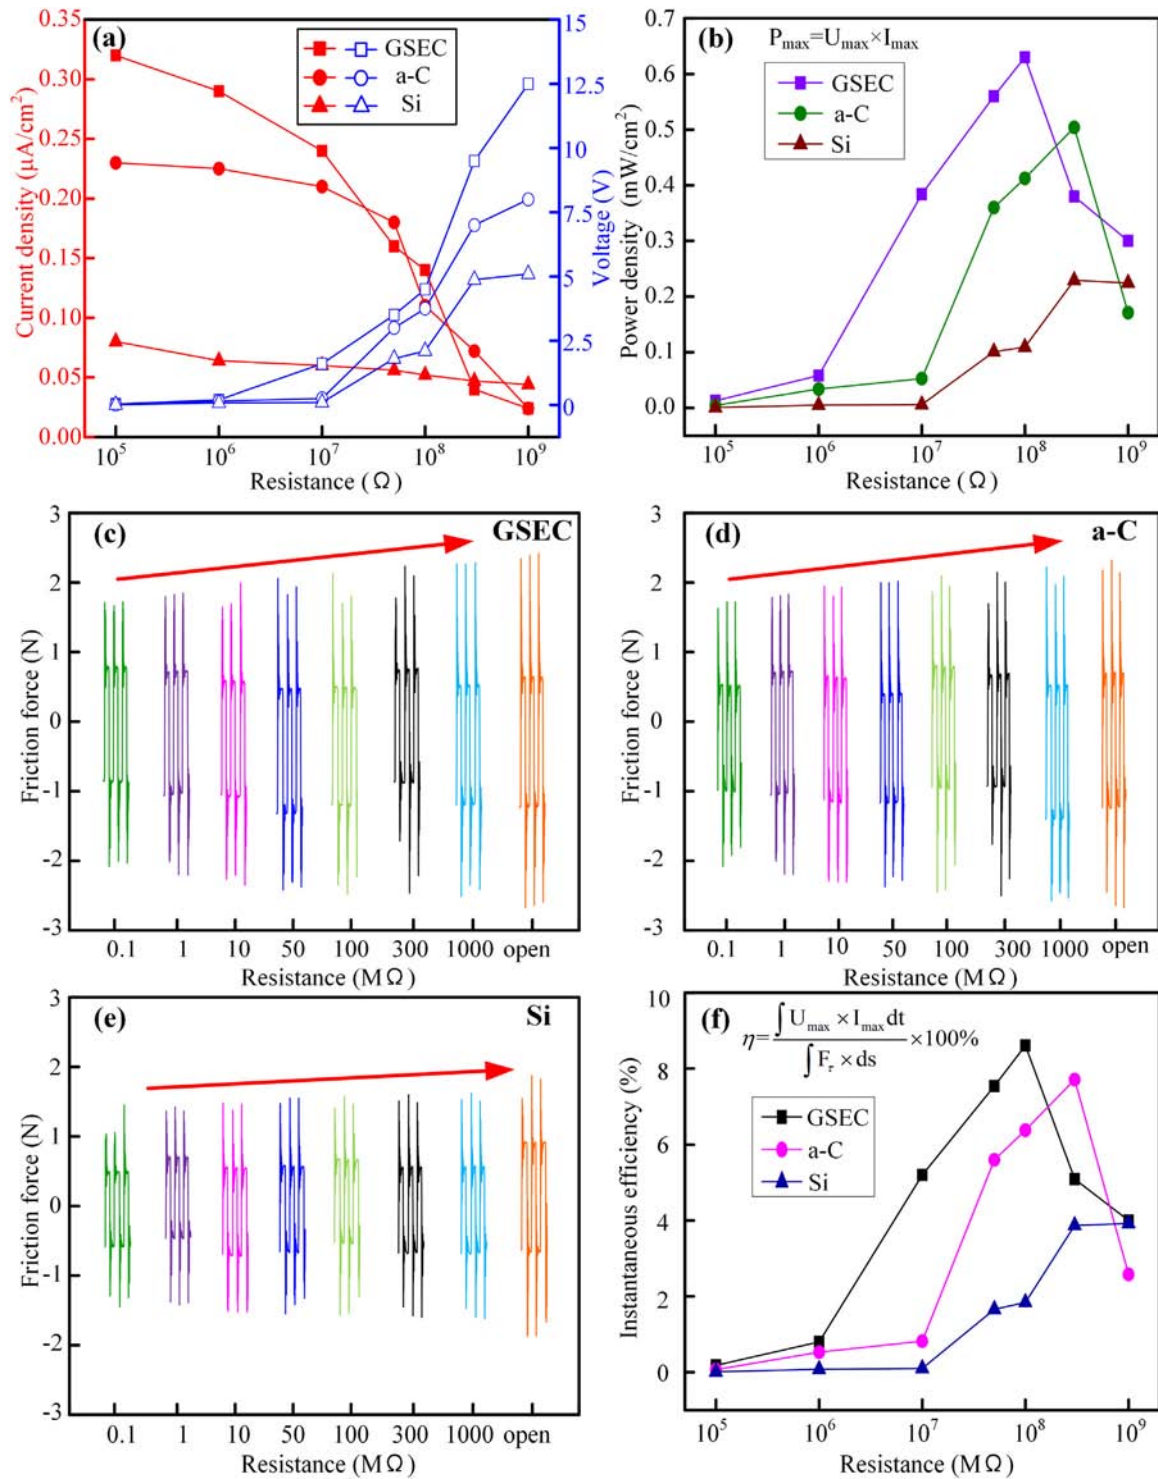 (a)
GSEC
a-C
Si
0.35
0.30
0.25
0.20
0.15
0.10
0.05
0.00
Current density (μA/cm²)
15
12.5
10
7.5
5
2.5
0
Voltage (V)
10⁵ 10⁶ 10⁷ 10⁸ 10⁹
Resistance (Ω)
(b)
Pmax=Umax×Imax
GSEC
a-C
Si
0.7
0.6
0.5
0.4
0.3
0.2
0.1
0.0
Power density (mW/cm²)
10⁵ 10⁶ 10⁷ 10⁸ 10⁹
Resistance (Ω)
(c) GSEC
3
2
1
0
-1
-2
-3
Friction force (N)
0.1 1 10 50 100 300 1000 open
Resistance (MΩ)
(d) a-C
3
2
1
0
-1
-2
-3
Friction force (N)
0.1 1 10 50 100 300 1000 open
Resistance (MΩ)
(e) Si
3
2
1
0
-1
-2
-3
Friction force (N)
0.1 1 10 50 100 300 1000 open
Resistance (MΩ)
(f)
η=∫Umax×Imaxdt/∫Fτ×ds×100%
GSEC
a-C
Si
10
8
6
4
2
0
Instantaneous efficiency (%)
10⁵ 10⁶ 10⁷ 10⁸ 10⁹
Resistance (MΩ)